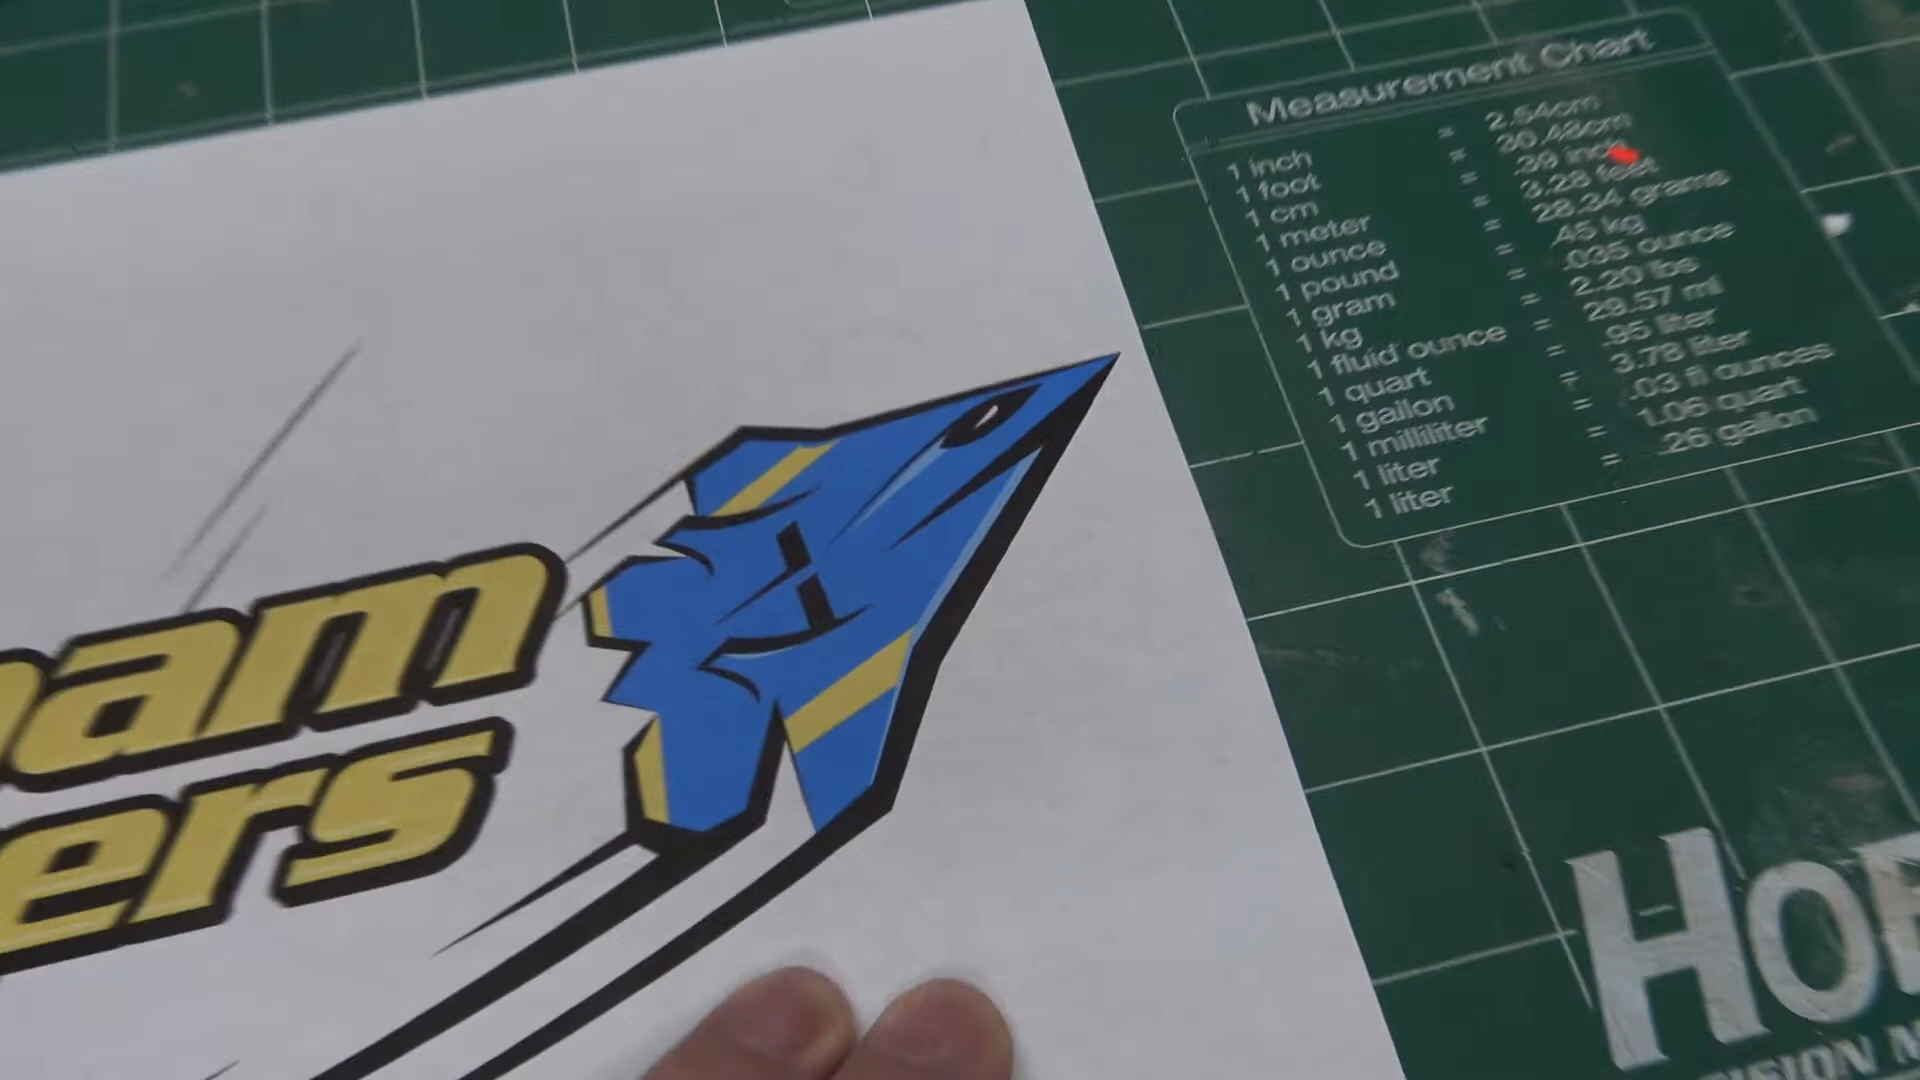 am
ers
Measurement Chart
1 inch = 2.54cm
1 foot = 30.48cm
1 cm = .39 inch
1 meter = 3.28 feet
1 ounce = 28.34 grams
1 pound = .45 kg
1 gram = .035 ounce
1 kg = 2.20 lbs
1 fluid ounce = 29.57 ml
1 quart = .95 liter
1 gallon = 3.78 liter
1 milliliter = .03 fl ounces
1 liter = 1.06 quart
1 liter = .26 gallon
HO